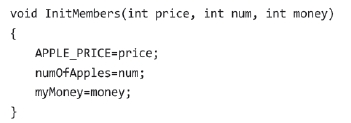 void InitMembers(int price, int num, int money)
{
    APPLE_PRICE=price;
    numOfApples=num;
    myMoney=money;
}